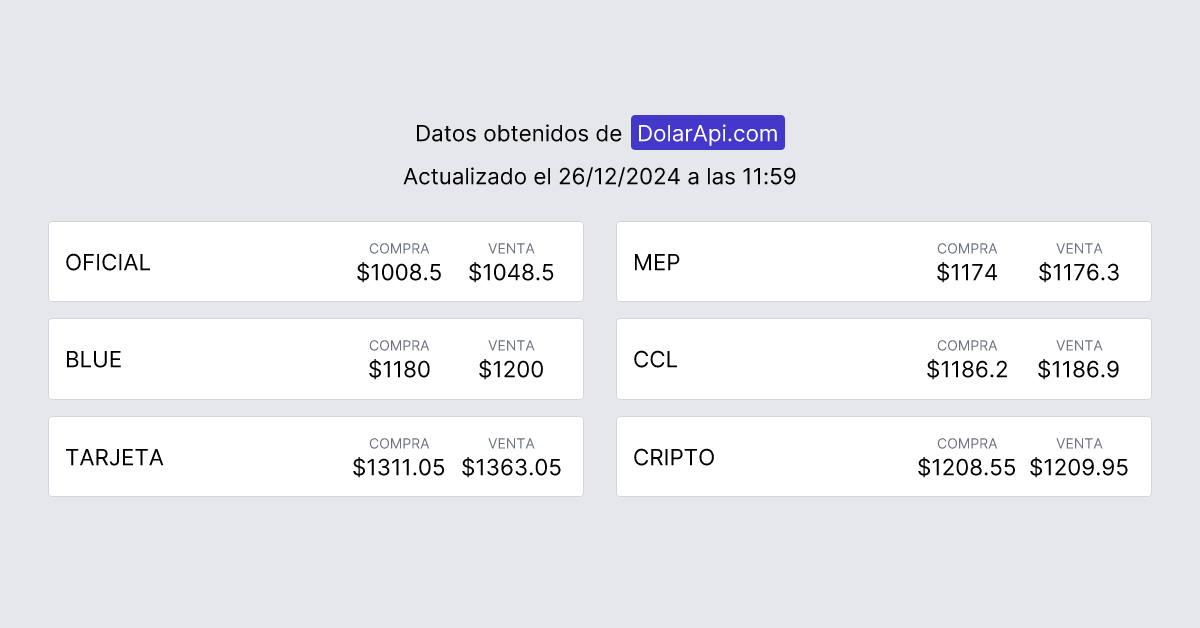 Datos obtenidos de DolarApi.com
Actualizado el 26/12/2024 a las 11:59
OFICIAL
COMPRA VENTA
$1008.5 $1048.5
MEP
COMPRA VENTA
$1174 $1176.3
BLUE
COMPRA VENTA
$1180 $1200
CCL
COMPRA VENTA
$1186.2 $1186.9
TARJETA
COMPRA VENTA
$1311.05 $1363.05
CRIPTO
COMPRA VENTA
$1208.55 $1209.95